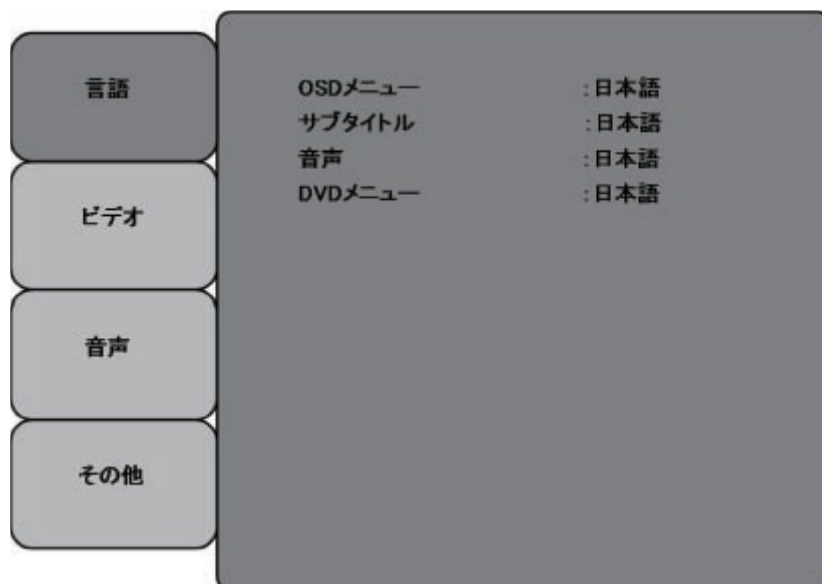 言語
ビデオ
音声
その他
OSDメニュー :日本語
サブタイトル :日本語
音声 :日本語
DVDメニュー :日本語